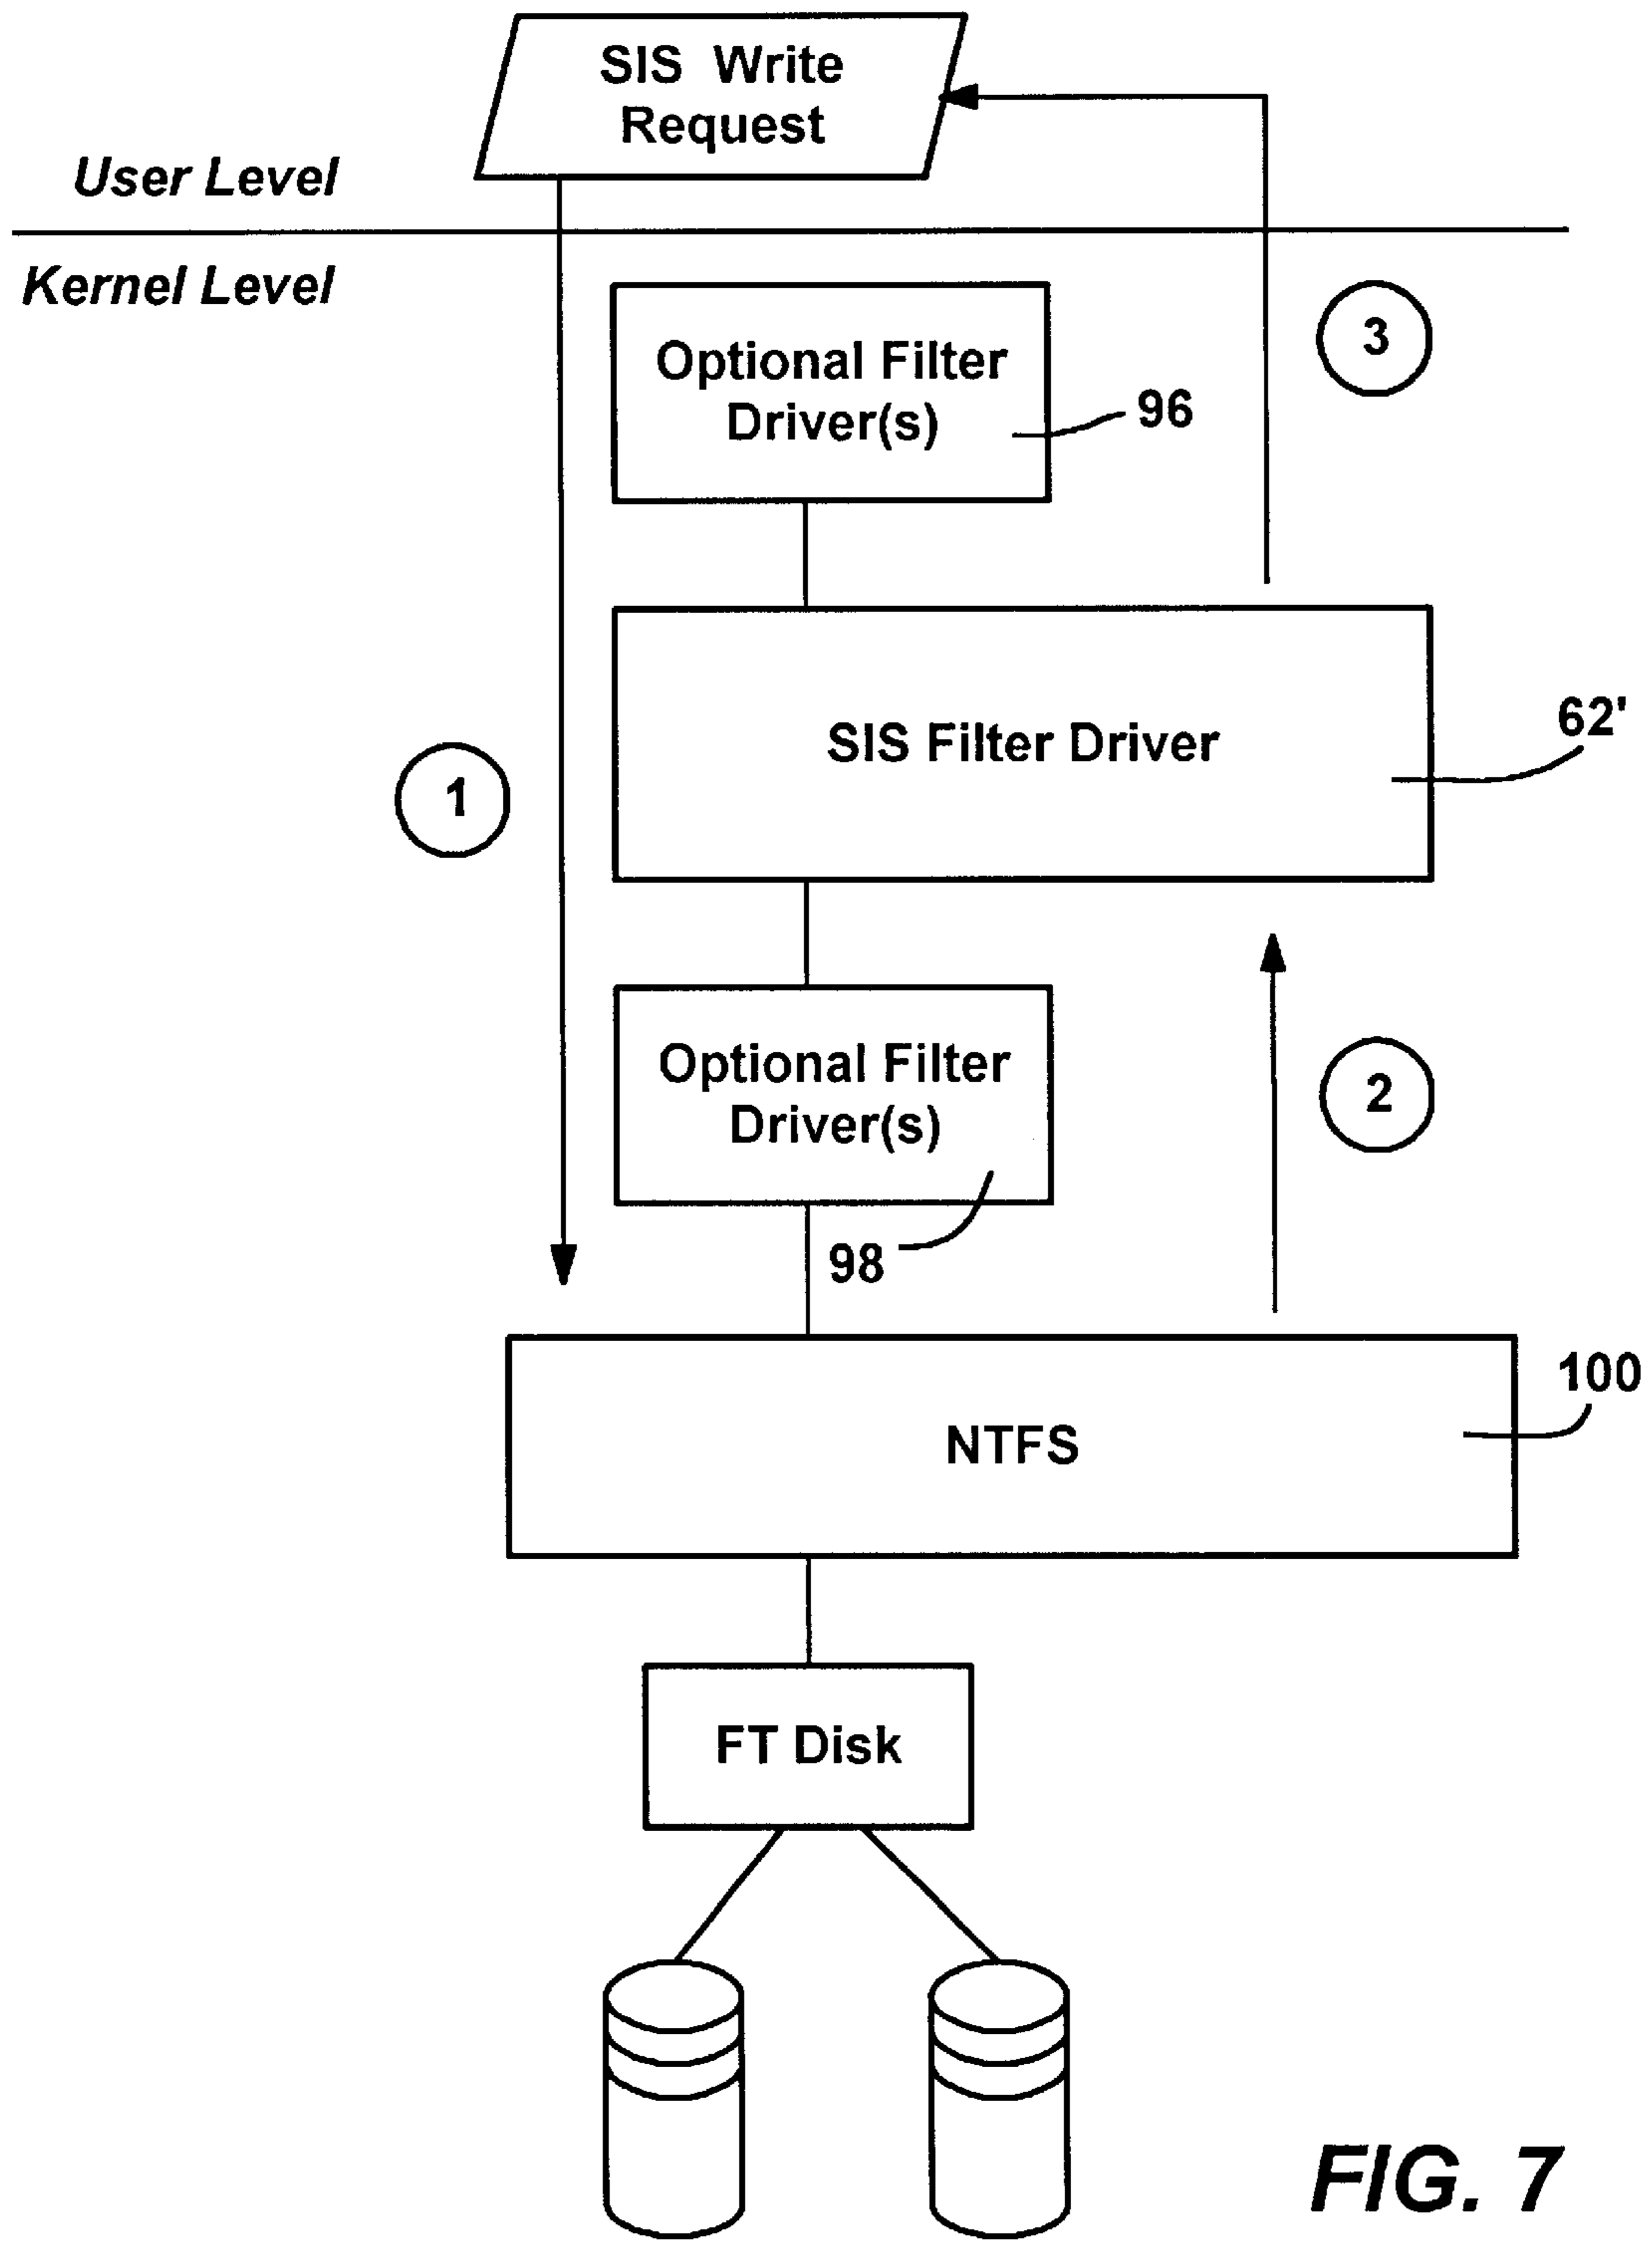 SIS Write
Request
User Level
Kernel Level
3
Optional Filter
Driver(s)
96
SIS Filter Driver
62'
1
Optional Filter
Driver(s)
2
98
100
NTFS
FT Disk
FIG. 7